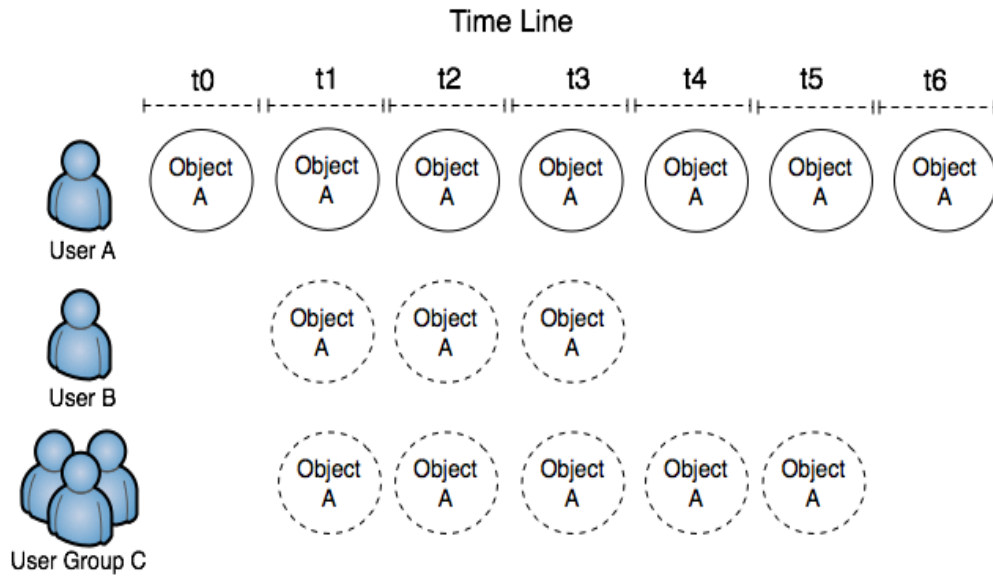 Time Line
t0 t1 t2 t3 t4 t5 t6
Object Object Object Object Object Object Object
A A A A A A A
User A
Object Object Object
A A A
User B
Object Object Object Object Object
A A A A A
User Group C